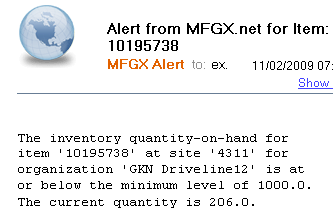 Alert from MFGX.net for Item:
10195738
MFGX Alert to: ex. 11/02/2009 07:
Show
The inventory quantity-on-hand for
item '10195738' at site '4311' for
organization 'GKN Driveline12' is at
or below the minimum level of 1000.0.
The current quantity is 206.0.